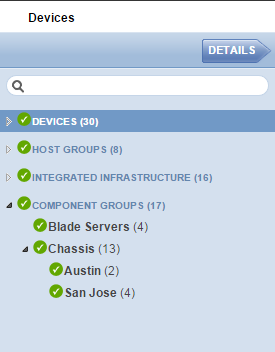 Devices
DETAILS
DEVICES (30)
HOST GROUPS (8)
INTEGRATED INFRASTRUCTURE (16)
COMPONENT GROUPS (17)
Blade Servers (4)
Chassis (13)
Austin (2)
San Jose (4)